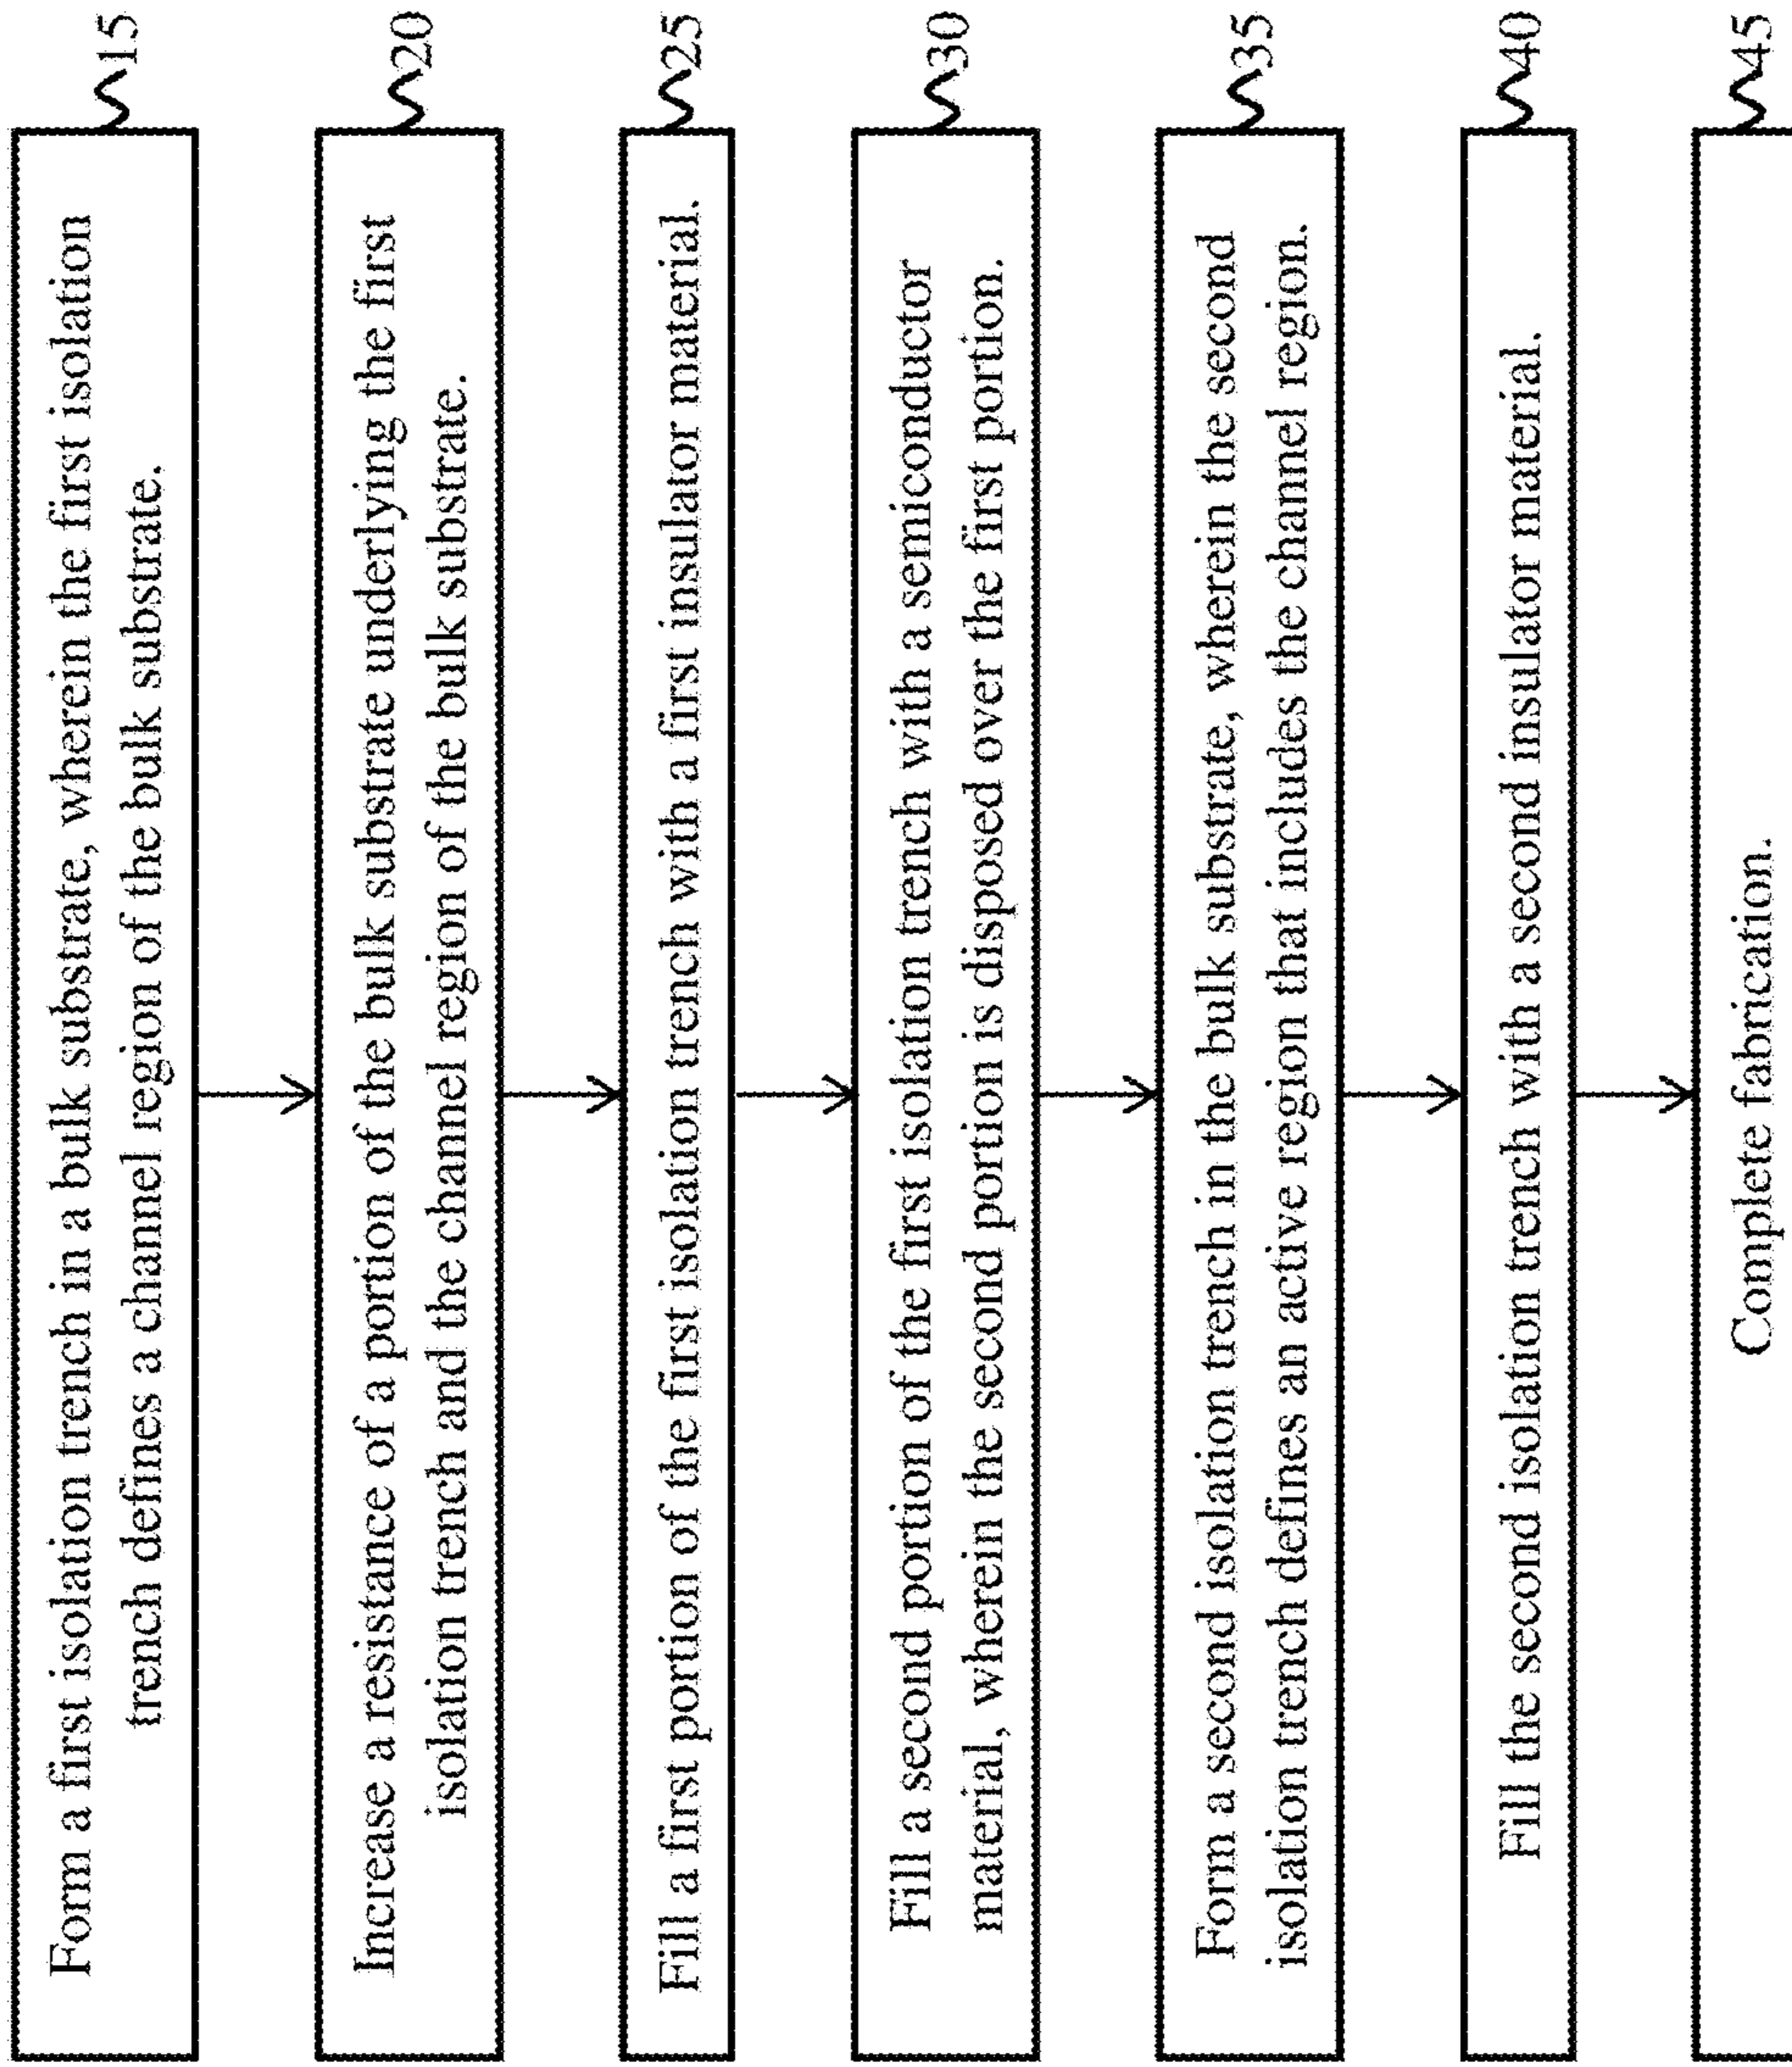 Form a first isolation trench in a bulk substrate, wherein the first isolation
trench defines a channel region of the bulk substrate.
15
Increase a resistance of a portion of the bulk substrate underlying the first
isolation trench and the channel region of the bulk substrate.
20
Fill a first portion of the first isolation trench with a first insulator material.
25
Fill a second portion of the first isolation trench with a semiconductor
material, wherein the second portion is disposed over the first portion.
30
Form a second isolation trench in the bulk substrate, wherein the second
isolation trench defines an active region that includes the channel region.
35
Fill the second isolation trench with a second insulator material.
40
Complete fabrication.
45